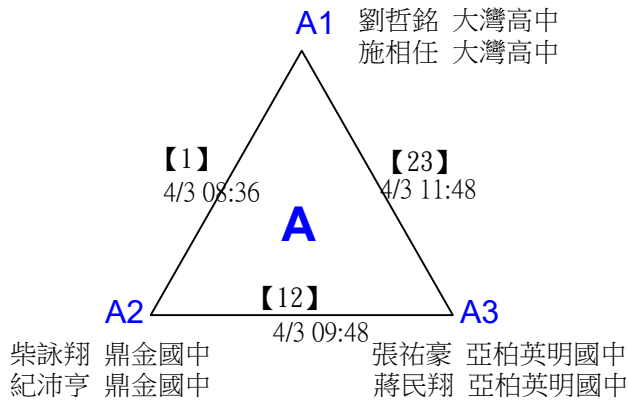 A1 劉哲銘 大灣高中
施相任 大灣高中
【1】
4/3 08:36
【23】
4/3 11:48
A
【12】
4/3 09:48
A2
A3
柴詠翔 鼎金國中
紀沛亨 鼎金國中
張祐豪 亞柏英明國中
蔣民翔 亞柏英明國中